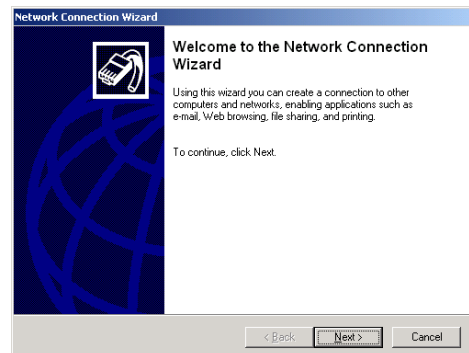 Network Connection Wizard
Welcome to the Network Connection
Wizard
Using this wizard you can create a connection to other
computers and networks, enabling applications such as
e-mail, Web browsing, file sharing, and printing.
To continue, click Next.
< Back
Next >
Cancel